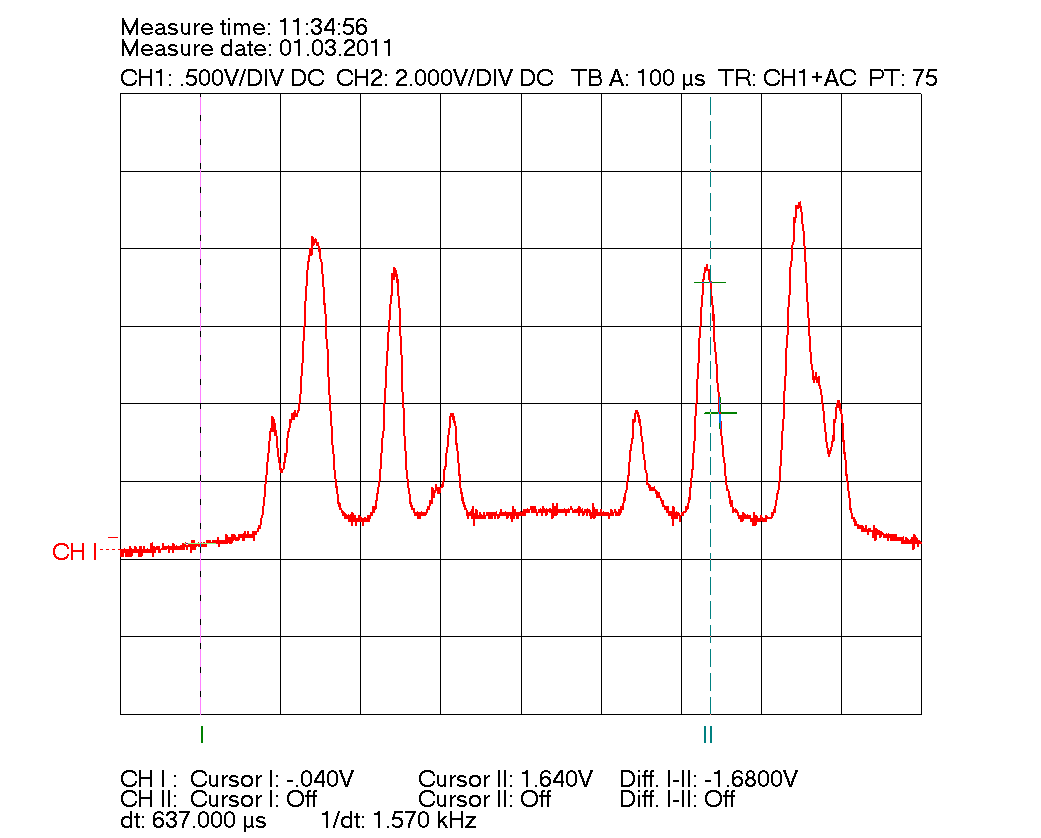 Measure time: 11:34:56
Measure date: 01.03.2011
CH1: .500V/DIV DC CH2: 2.000V/DIV DC TB A: 100 µs TR: CH1+AC PT: 75
CH I
I II
CH I : Cursor I: -.040V Cursor II: 1.640V Diff. I-II: -1.6800V
CH II: Cursor I: Off Cursor II: Off Diff. I-II: Off
dt: 637.000 µs 1/dt: 1.570 kHz